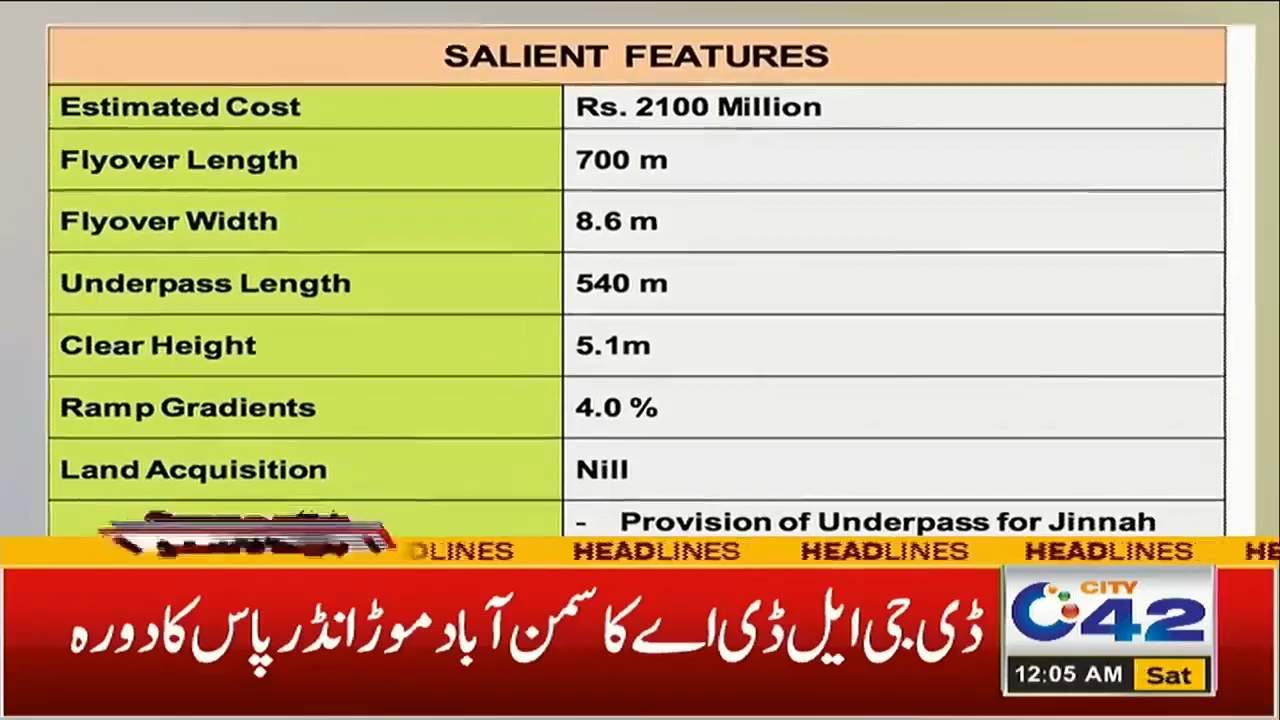 SALIENT FEATURES
Estimated Cost Rs. 2100 Million
Flyover Length 700 m
Flyover Width 8.6 m
Underpass Length 540 m
Clear Height 5.1m
Ramp Gradients 4.0 %
Land Acquisition Nill
- Provision of Underpass for Jinnah
DLINES HEADLINES HEADLINES HEADLINES HE
ڈی جی ایل ڈی اے کا سمن آباد موڑ انڈر پاس کا دورہ
CITY
42
12:05 AM Sat